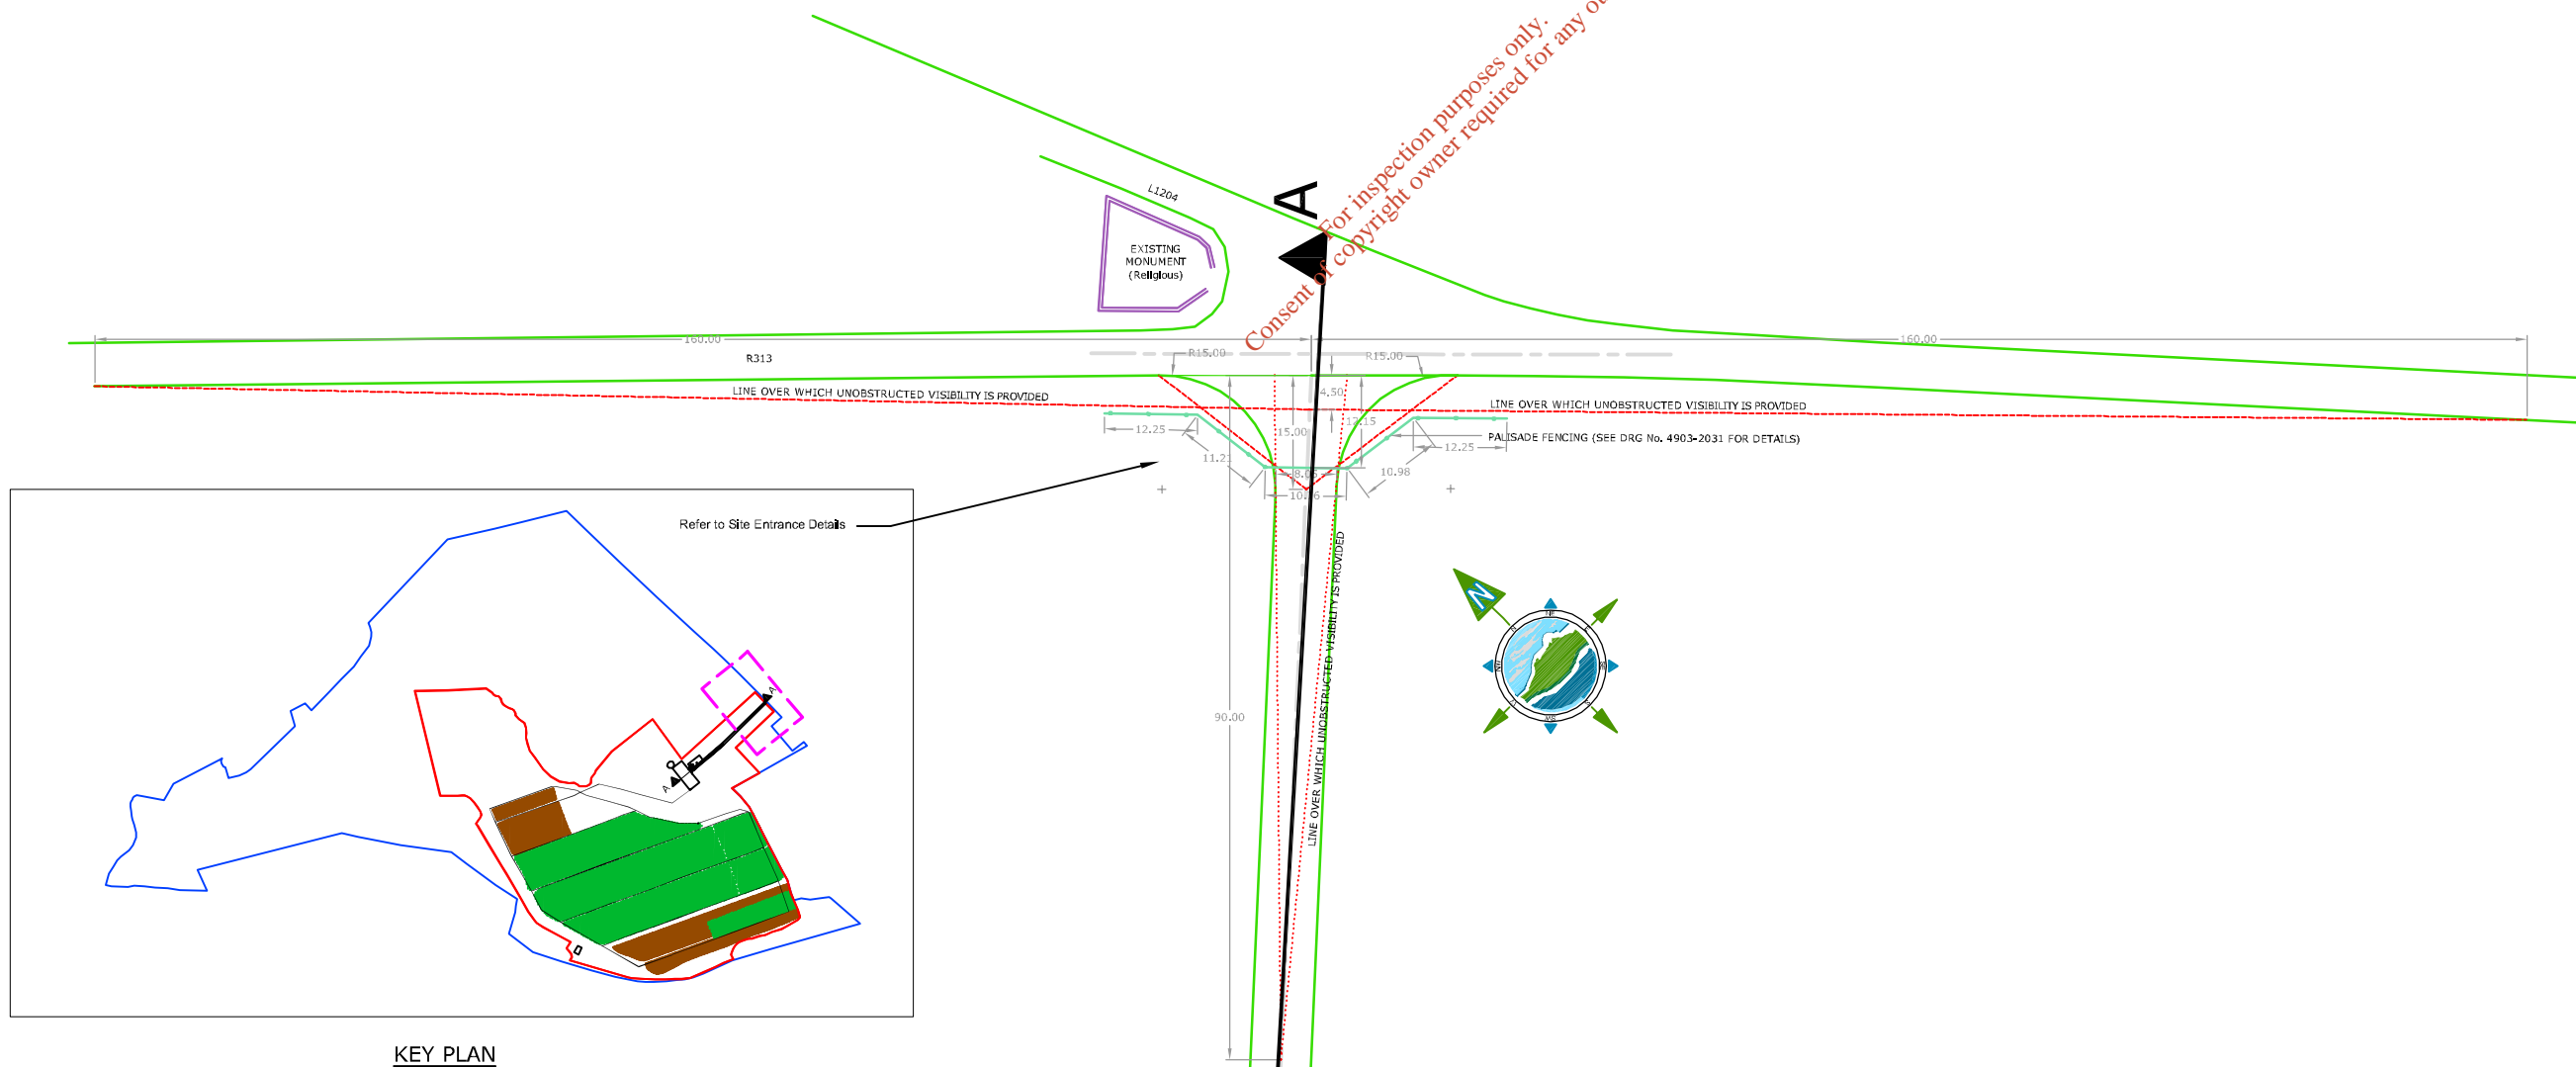 For inspection purposes only.
Consent of copyright owner required for any
A
L1204
EXISTING
MONUMENT
(Religious)
160.00
160.00
R313
R15.00
R15.00
LINE OVER WHICH UNOBSTRUCTED VISIBILITY IS PROVIDED
LINE OVER WHICH UNOBSTRUCTED VISIBILITY IS PROVIDED
4.50
12.15
15.00
12.25
PALISADE FENCING (SEE DRG No. 4903-2031 FOR DETAILS)
12.25
11.21
10.98
Refer to Site Entrance Details
LINE OVER WHICH UNOBSTRUCTED VISIBILITY IS PROVIDED
90.00
N
A
A
KEY PLAN